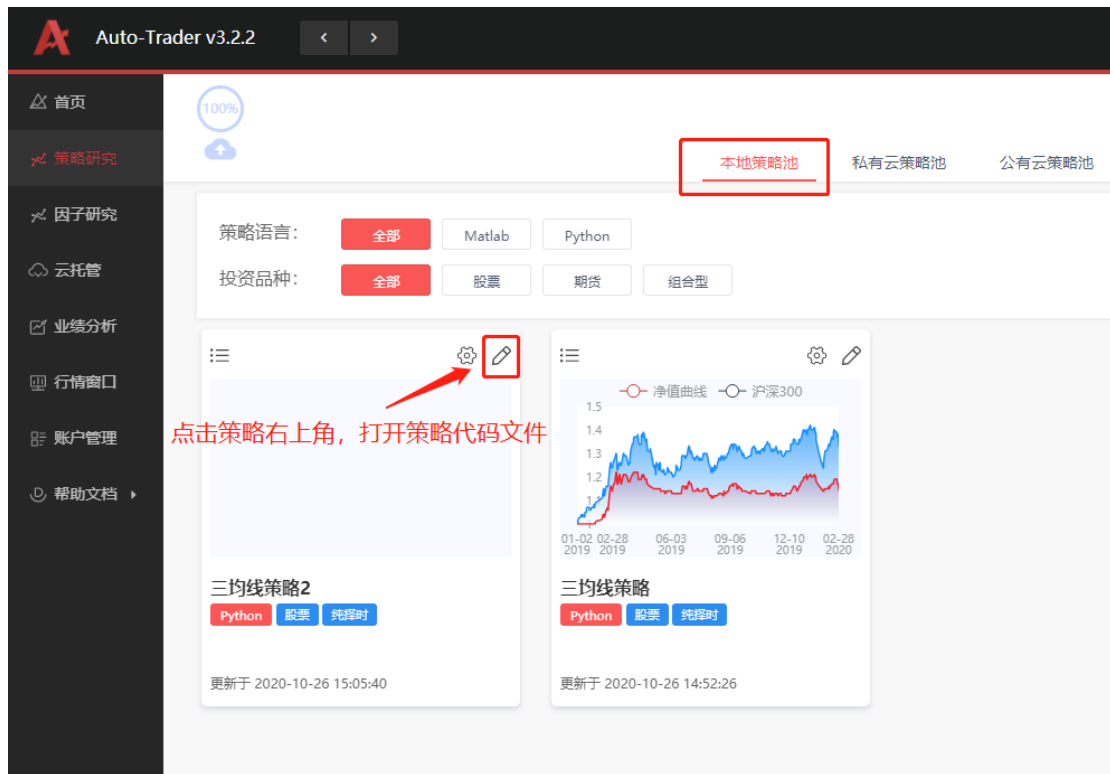 Auto-Trader v3.2.2
首页
策略研究
因子研究
云托管
业绩分析
行情窗口
账户管理
帮助文档
100%
本地策略池 私有云策略池 公有云策略池
策略语言： 全部 Matlab Python
投资品种： 全部 股票 期货 组合型
点击策略右上角，打开策略代码文件
三均线策略2
Python 股票 纯择时
更新于 2020-10-26 15:05:40
净值曲线 沪深300
1.5
1.4
1.3
1.2
1.1
01-02 02-28 06-03 09-06 12-10 02-28
2019 2019 2019 2019 2019 2020
三均线策略
Python 股票 纯择时
更新于 2020-10-26 14:52:26